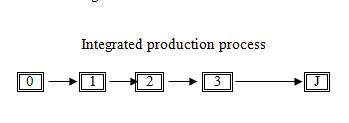 Integrated production process
0 1 2 3 J